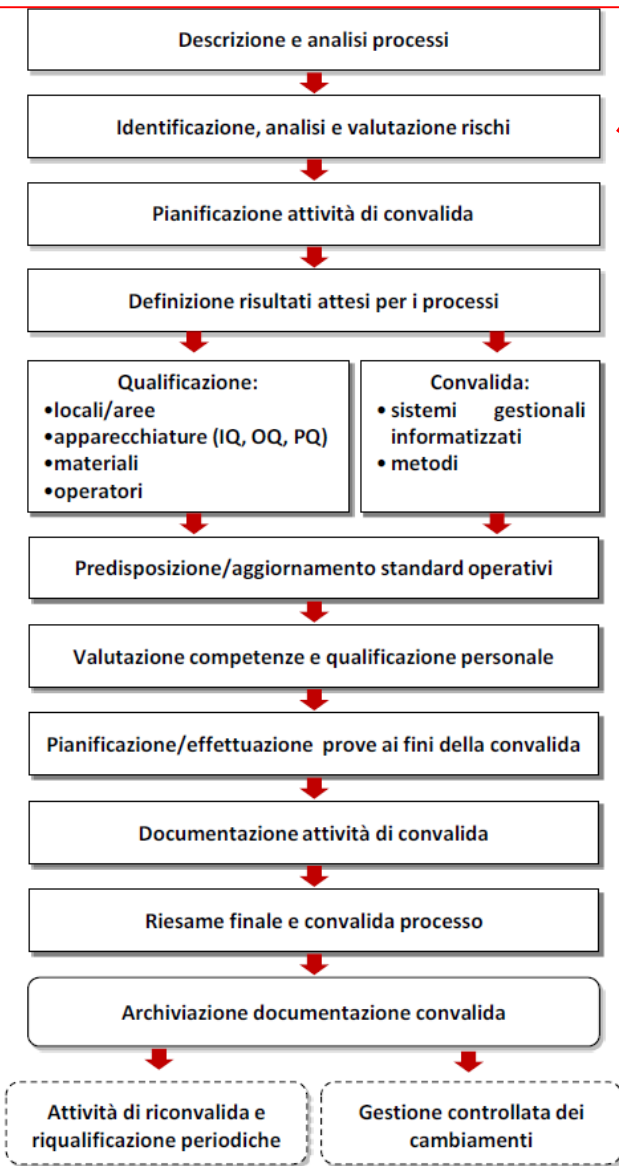 Descrizione e analisi processi
Identificazione, analisi e valutazione rischi
Pianificazione attività di convalida
Definizione risultati attesi per i processi
Qualificazione:
•locali/aree
•apparecchiature (IQ, OQ, PQ)
•materiali
•operatori
Convalida:
• sistemi gestionali
informatizzati
• metodi
Predisposizione/aggiornamento standard operativi
Valutazione competenze e qualificazione personale
Pianificazione/effettuazione prove ai fini della convalida
Documentazione attività di convalida
Riesame finale e convalida processo
Archiviazione documentazione convalida
Attività di riconvalida e
riqualificazione periodiche
Gestione controllata dei
cambiamenti